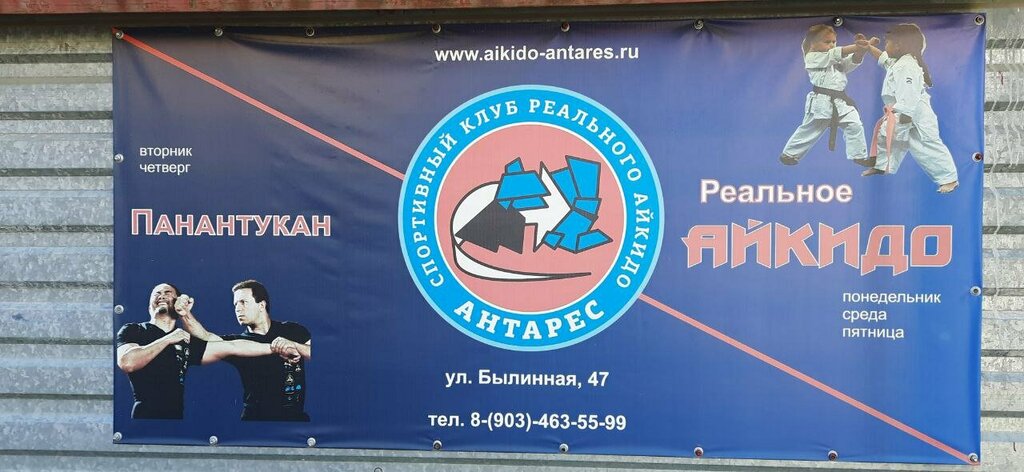 www.aikido-antares.ru
вторник
четверг
Панантукан
СПОРТИВНЫЙ КЛУБ РЕАЛЬНОГО АЙКИДО
АНТАРЕС
Реальное
АЙКИДО
понедельник
среда
пятница
ул. Былинная, 47
тел. 8-(903)-463-55-99